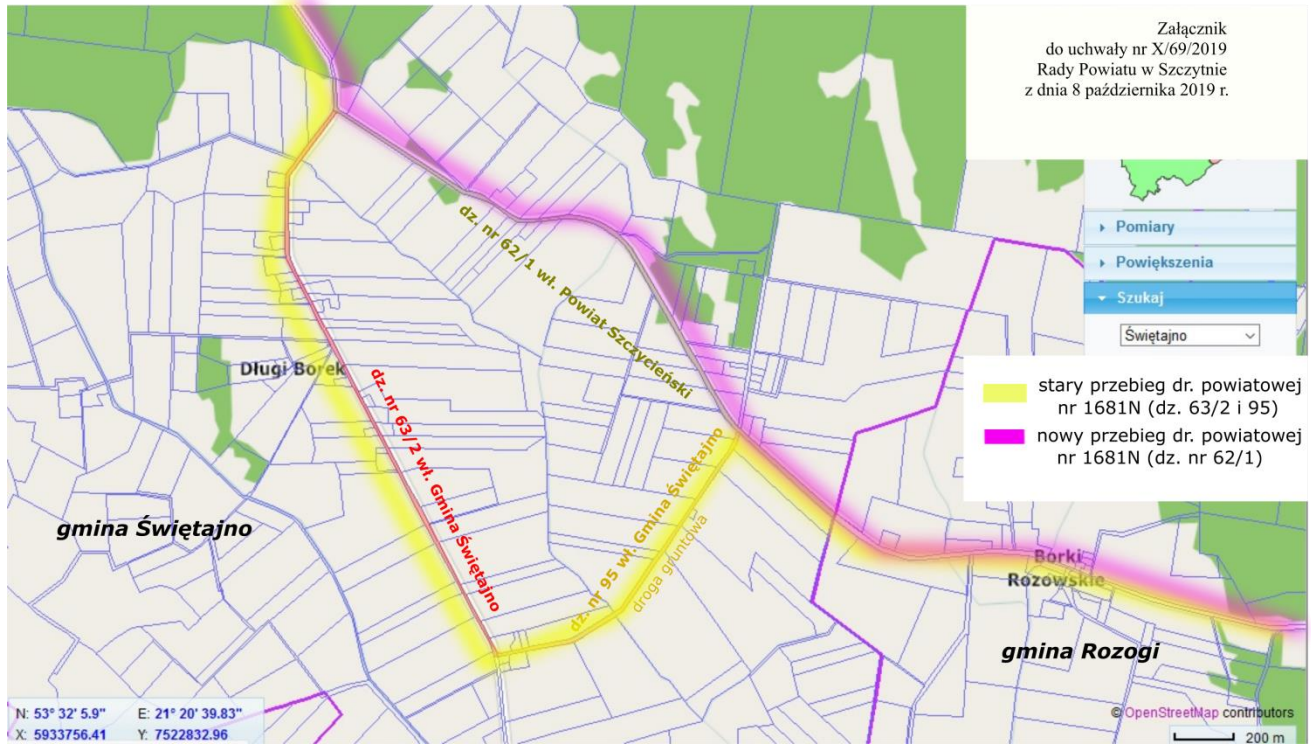 Załącznik
do uchwały nr X/69/2019
Rady Powiatu w Szczytnie
z dnia 8 października 2019 r.
Pomiary
Powiększenia
Szukaj
Świętajno
stary przebieg dr. powiatowej
nr 1681N (dz. 63/2 i 95)
nowy przebieg dr. powiatowej
nr 1681N (dz. nr 62/1)
dz. nr 62/1 wł. Powiat Szczycieński
Długi Borek
dz. nr 63/2 wł. Gmina Świętajno
dz. nr 95 wł. Gmina Świętajno
droga gruntowa
gmina Świętajno
Borki
Rozowskie
gmina Rozogi
N: 53° 32' 5.9" E: 21° 20' 39.83"
X: 5933756.41 Y: 7522832.96
© OpenStreetMap contributors
200 m